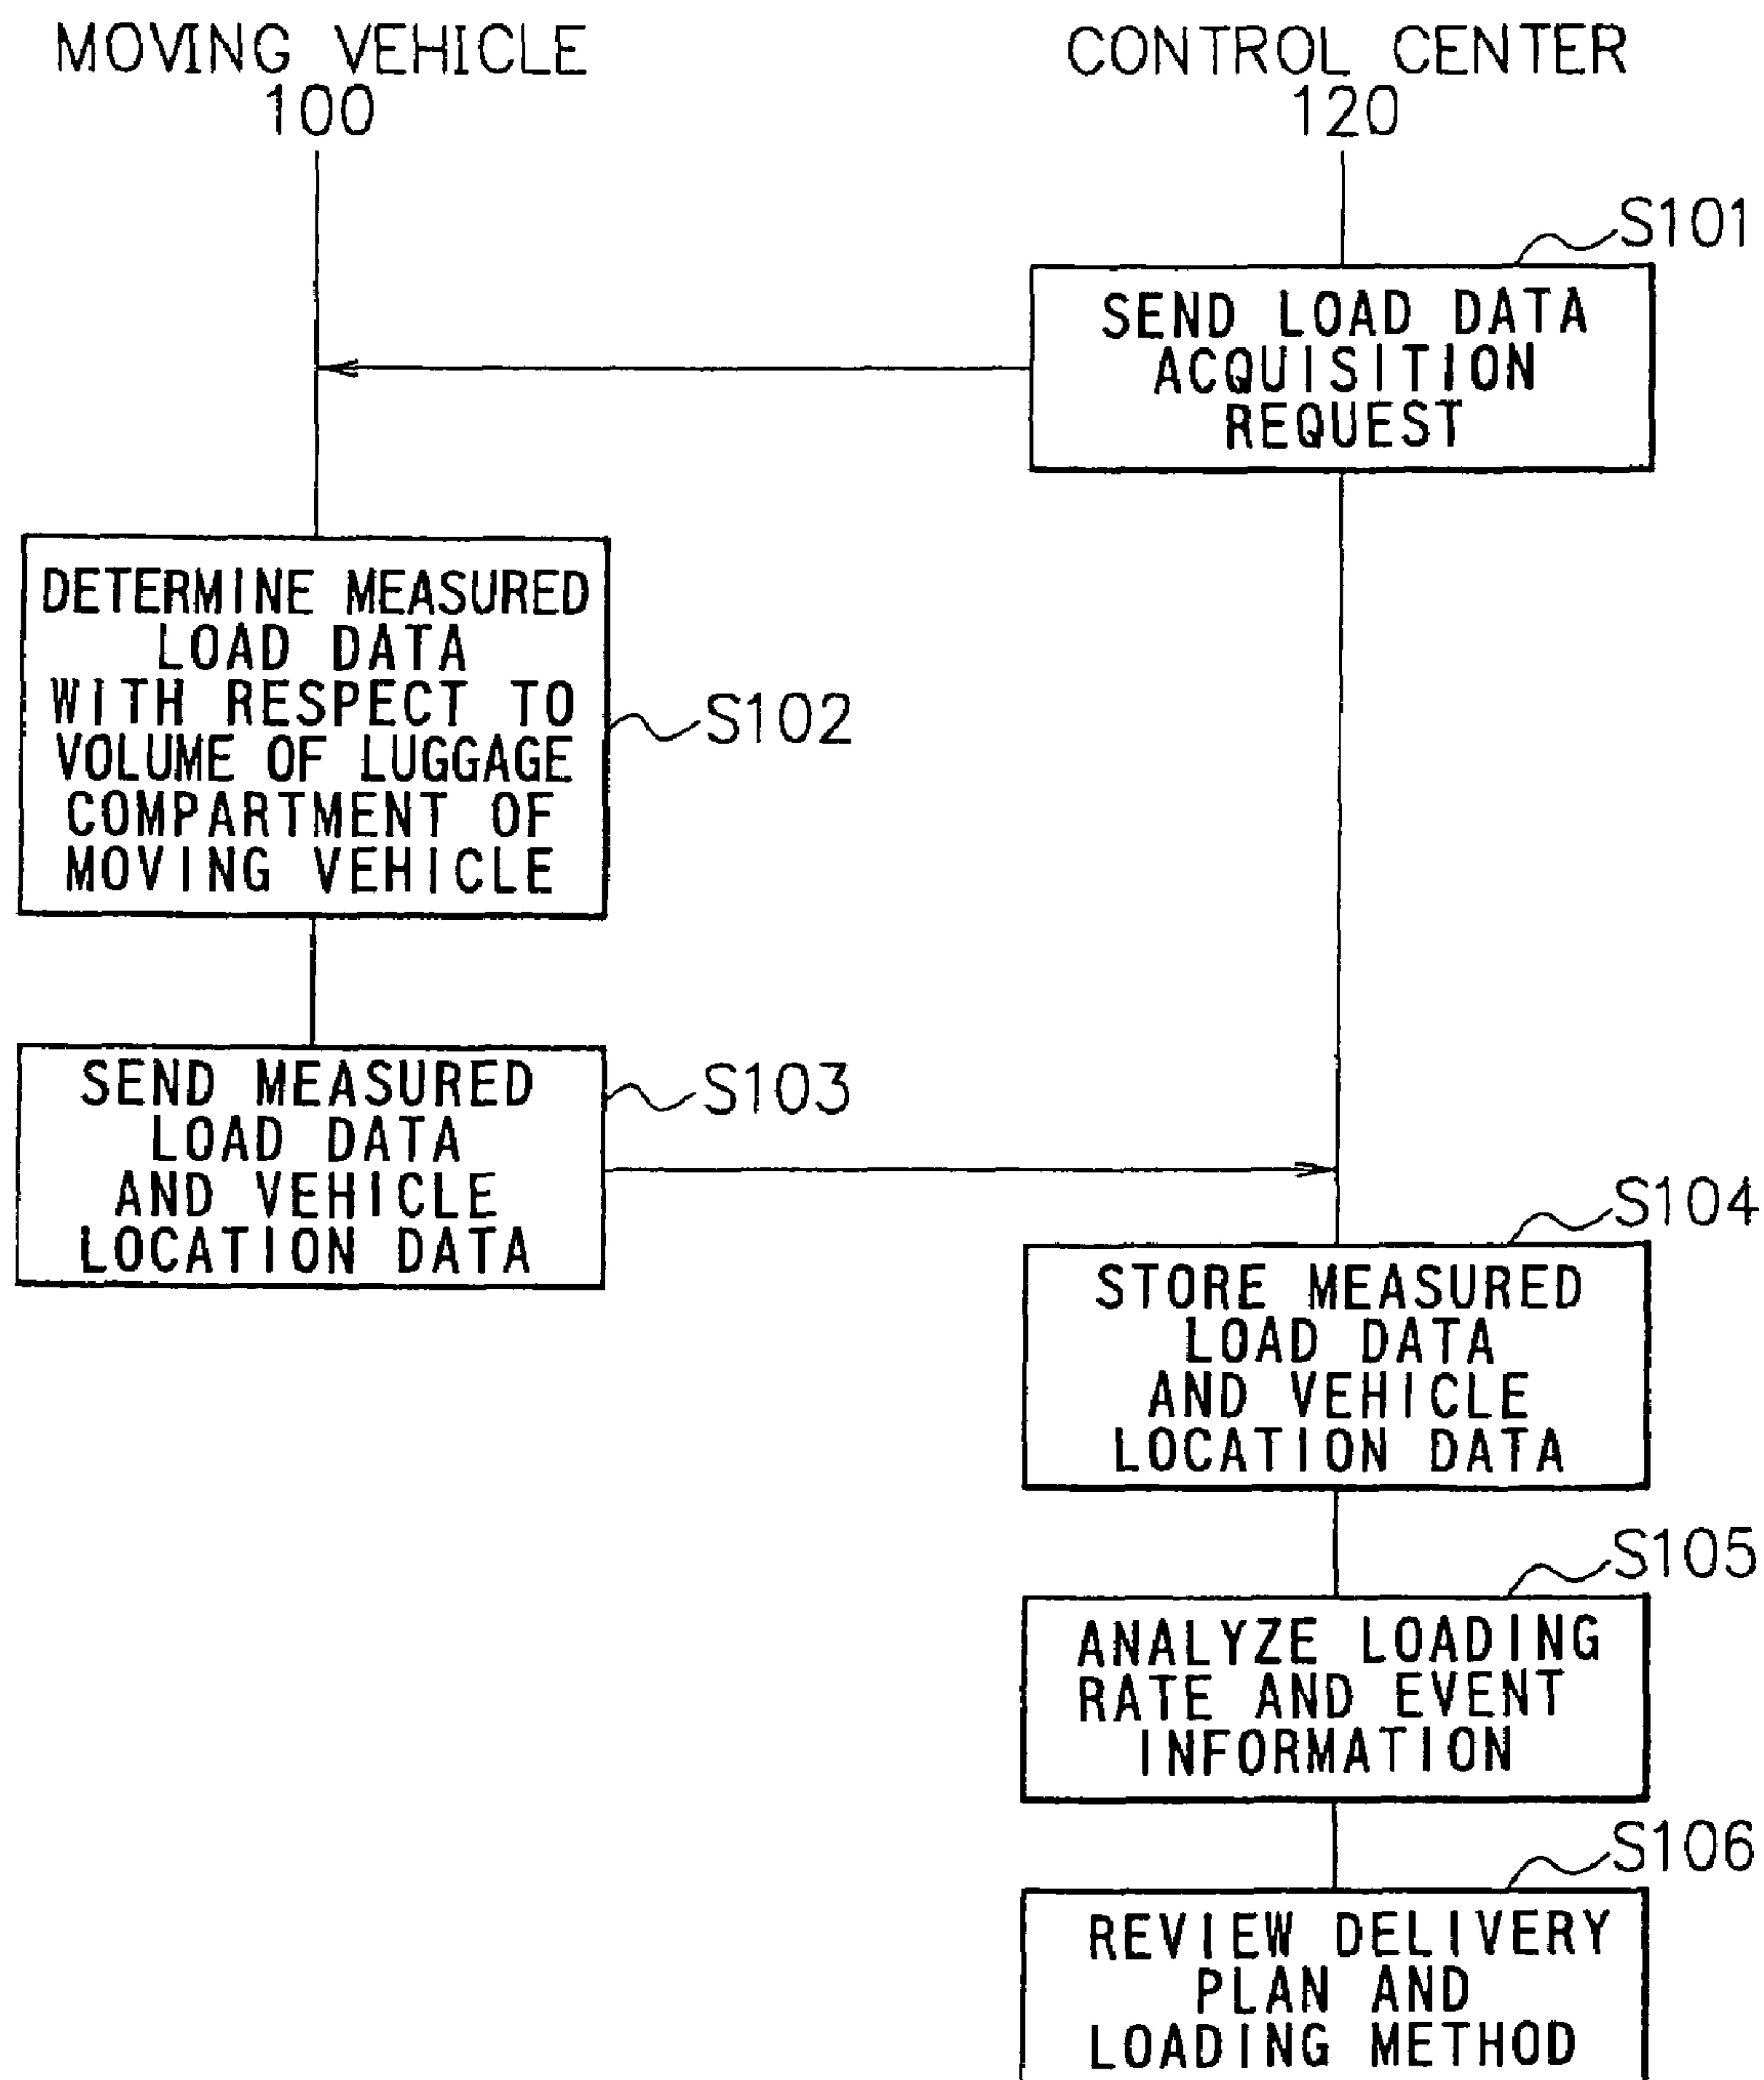 MOVING VEHICLE
100
CONTROL CENTER
120
S101
SEND LOAD DATA
ACQUISITION
REQUEST
DETERMINE MEASURED
LOAD DATA
WITH RESPECT TO
VOLUME OF LUGGAGE
COMPARTMENT OF
MOVING VEHICLE
S102
SEND MEASURED
LOAD DATA
AND VEHICLE
LOCATION DATA
S103
S104
STORE MEASURED
LOAD DATA
AND VEHICLE
LOCATION DATA
S105
ANALYZE LOADING
RATE AND EVENT
INFORMATION
S106
REVIEW DELIVERY
PLAN AND
LOADING METHOD